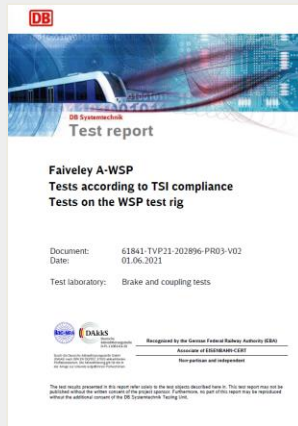 DB
DB Systemtechnik
Test report
Faiveley A-WSP
Tests according to TSI compliance
Tests on the WSP test rig
Document: 61841-TVP21-202896-PR03-V02
Date: 01.06.2021
Test laboratory: Brake and coupling tests
DAkkS
Deutsche
Akkreditierungsstelle
Recognized by the German Federal Railway Authority (EBA)
Associate of EISENBAHN-CERT
Non-partisan and independent
The test results presented in this report refer solely to the test objects described here in. This test report may not be
published without the written consent of the project sponsor. Furthermore, no part of this report may be reproduced
without the additional consent of the DB Systemtechnik Testing Unit.